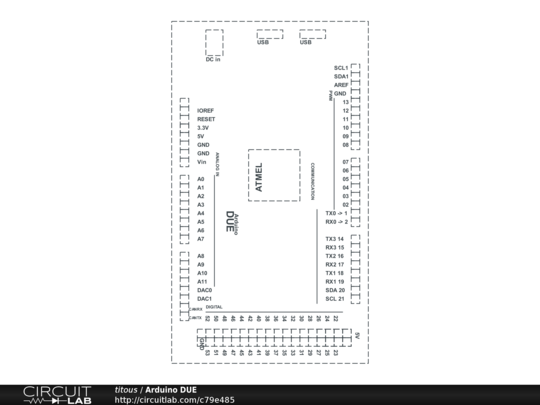 DC in
USB
USB
SCL1
SDA1
AREF
GND
13
12
11
10
09
08
PWM
IOREF
RESET
3.3V
5V
GND
GND
Vin
ANALOG IN
ATMEL
COMMUNICATION
07
06
05
04
03
02
TX0 -> 1
RX0 -> 2
A0
A1
A2
A3
A4
A5
A6
A7
Arduino
DUE
TX3 14
RX3 15
TX2 16
RX2 17
TX1 18
RX1 19
SDA 20
SCL 21
A8
A9
A10
A11
DAC0
DAC1
CANRX
CANTX
DIGITAL
52 50 48 46 44 42 40 38 36 34 32 30 28 26 24 22
GND
5V
53 51 49 47 45 43 41 39 37 35 33 31 29 27 25 23
CIRCUIT
LAB
titous / Arduino DUE
http://circuitlab.com/c79e485